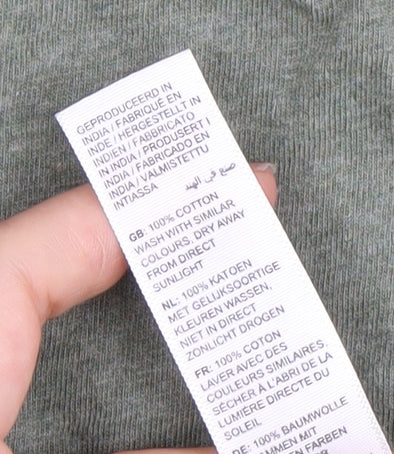 GEPRODUCEERD IN
INDIA / FABRIQUÉ EN
INDE / HERGESTELLT IN
INDIEN / FABBRICATO
IN INDIA / PRODUSERT I
INDIA / FABRICADO EN
INDIA / VALMISTETTU
INTIASSA
صنع في الهند
GB: 100% COTTON
WASH WITH SIMILAR
COLOURS, DRY AWAY
FROM DIRECT
SUNLIGHT
NL: 100% KATOEN
MET GELIJKSOORTIGE
KLEUREN WASSEN,
NIET IN DIRECT
ZONLICHT DROGEN
FR: 100% COTON
LAVER AVEC DES
COULEURS SIMILAIRES.
SÉCHER À L'ABRI DE LA
LUMIÈRE DIRECTE DU
SOLEIL
DE: 100% BAUMWOLLE
MIT
FARBEN